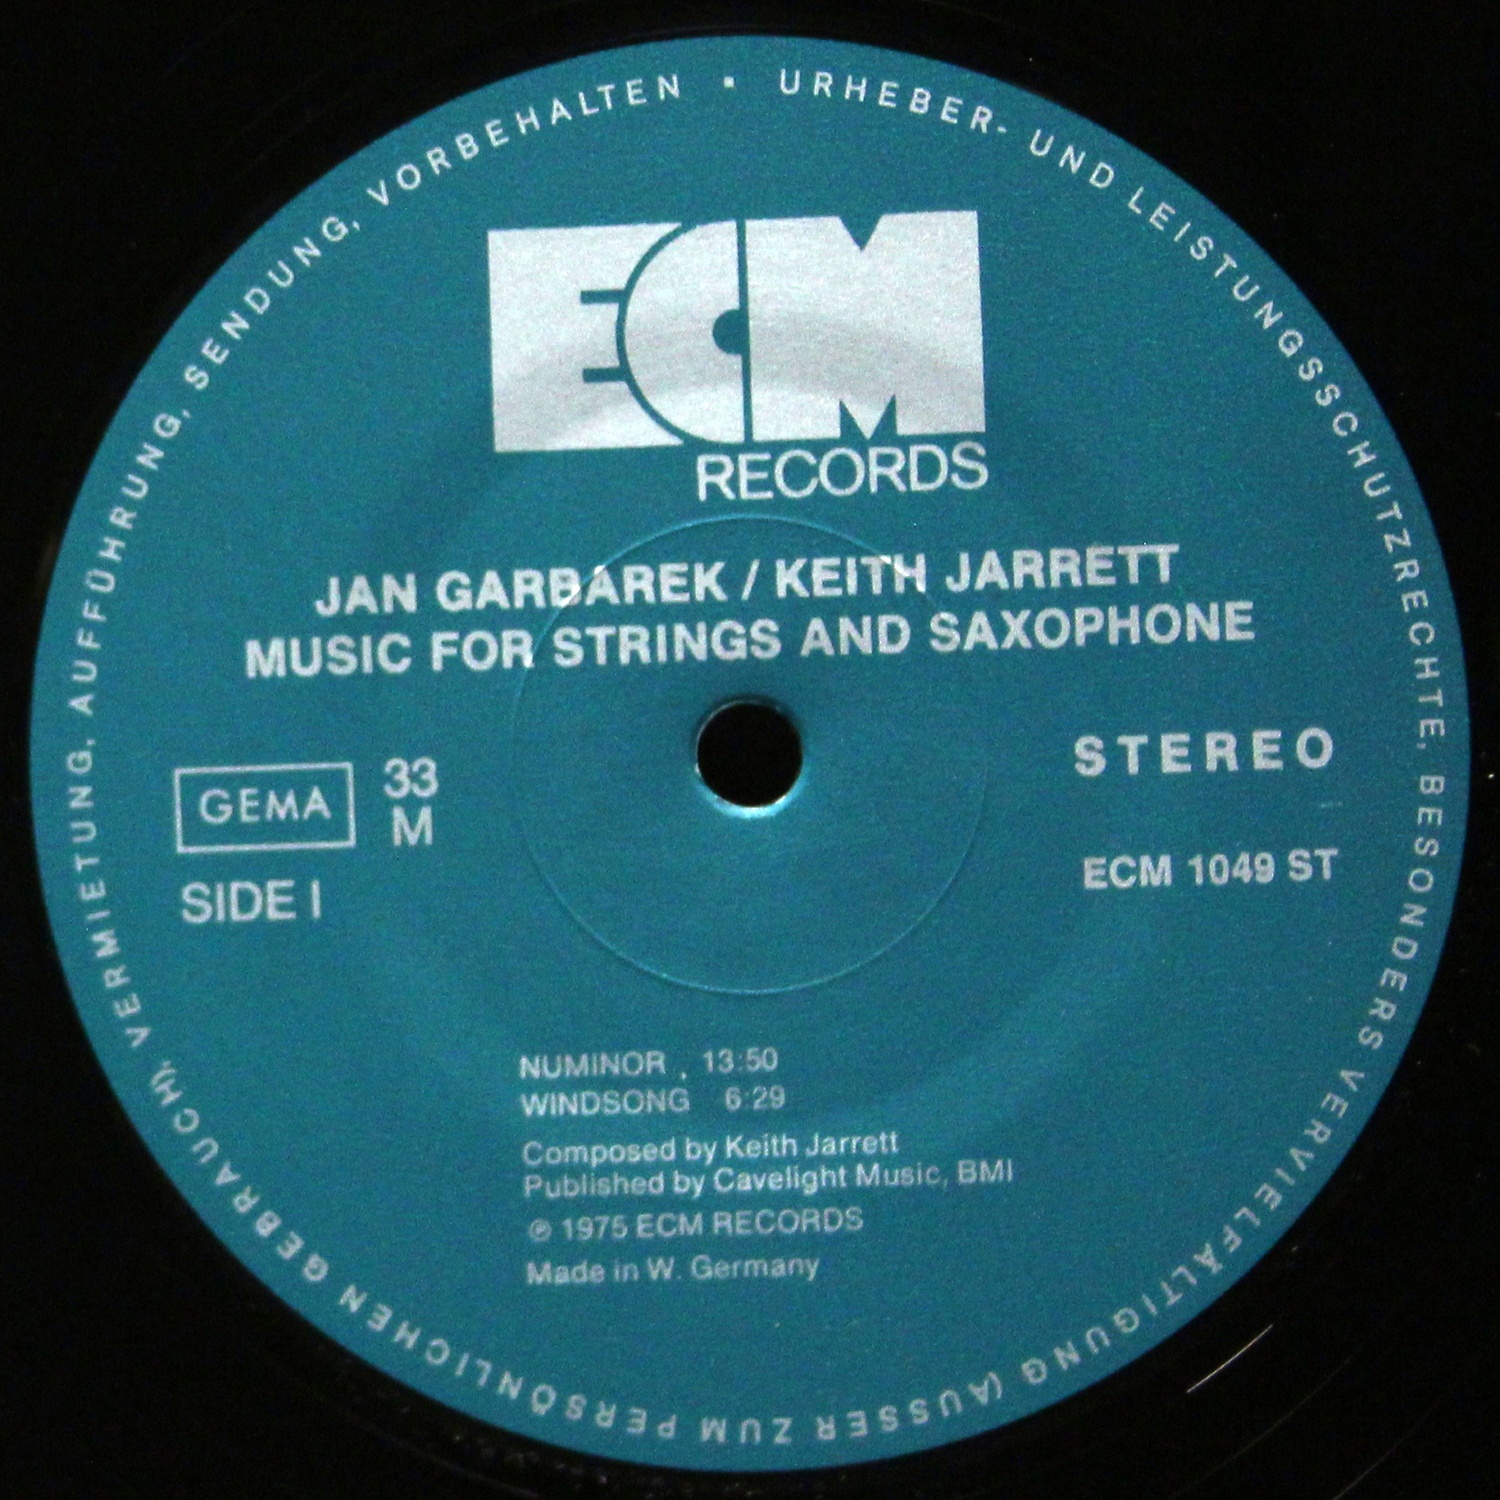 URHEBER- UND LEISTUNGSSCHUTZRECHTE, BESONDERS VERVIELFÄLTIGUNG (AUSSER ZUM PERSÖNLICHEN GEBRAUCH), VERMIETUNG, AUFFÜHRUNG, SENDUNG, VORBEHALTEN ·
ECM
RECORDS
JAN GARBAREK / KEITH JARRETT
MUSIC FOR STRINGS AND SAXOPHONE
STEREO
GEMA 33
M
ECM 1049 ST
SIDE I
NUMINOR . 13:50
WINDSONG 6:29
Composed by Keith Jarrett
Published by Cavelight Music, BMI
℗ 1975 ECM RECORDS
Made in W. Germany